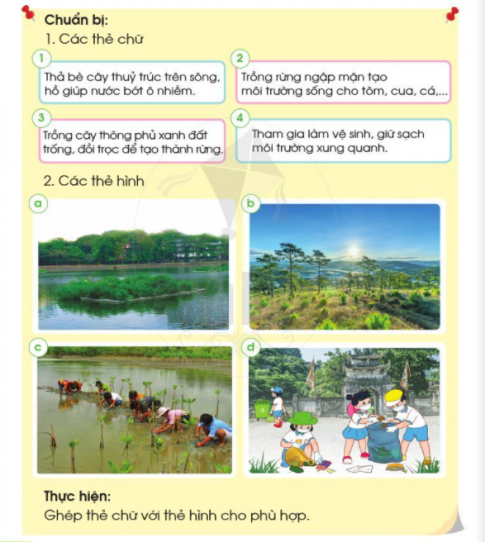 Chuẩn bị:
1. Các thẻ chữ
1
Thả bè cây thuỷ trúc trên sông,
hồ giúp nước bớt ô nhiễm.
2
Trồng rừng ngập mặn tạo
môi trường sống cho tôm, cua, cá,...
3
Trồng cây thông phủ xanh đất
trống, đồi trọc để tạo thành rừng.
4
Tham gia làm vệ sinh, giữ sạch
môi trường xung quanh.
2. Các thẻ hình
a
b
c
d
Thực hiện:
Ghép thẻ chữ với thẻ hình cho phù hợp.